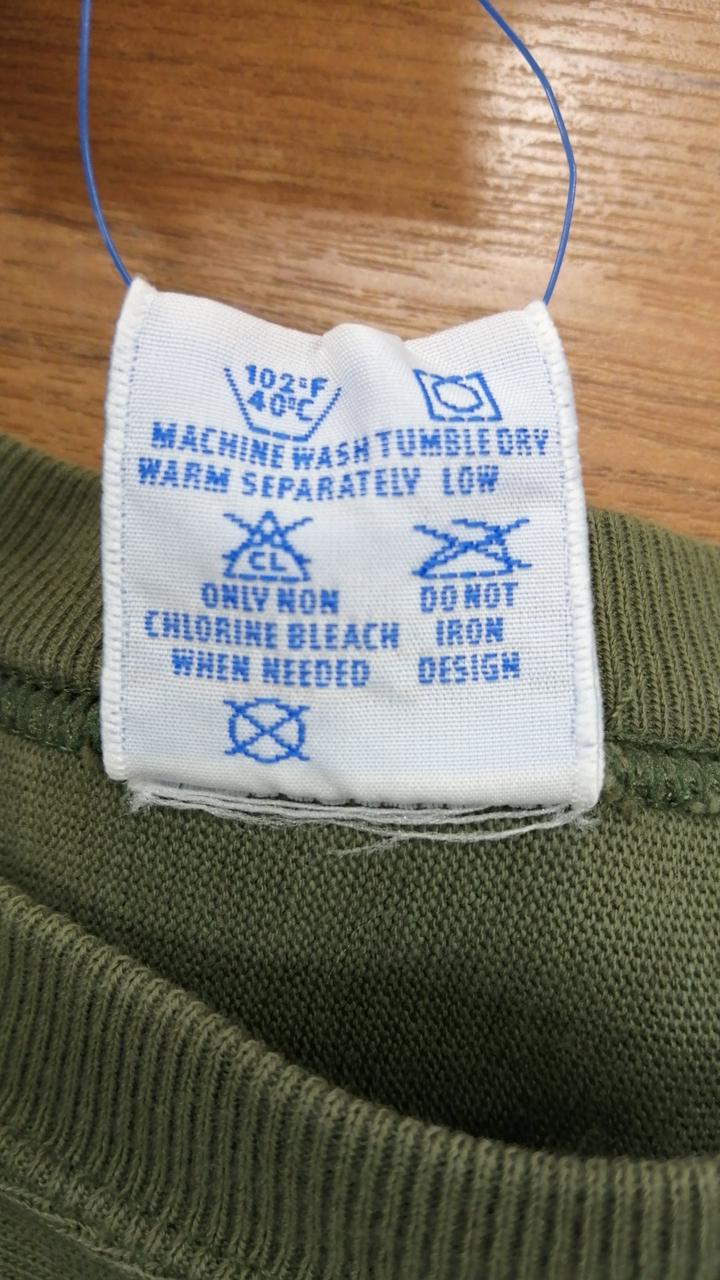 102°F
40°C
MACHINE WASH
WARM SEPARATELY
TUMBLE DRY
LOW
CL
ONLY NON
CHLORINE BLEACH
WHEN NEEDED
DO NOT
IRON
DESIGN